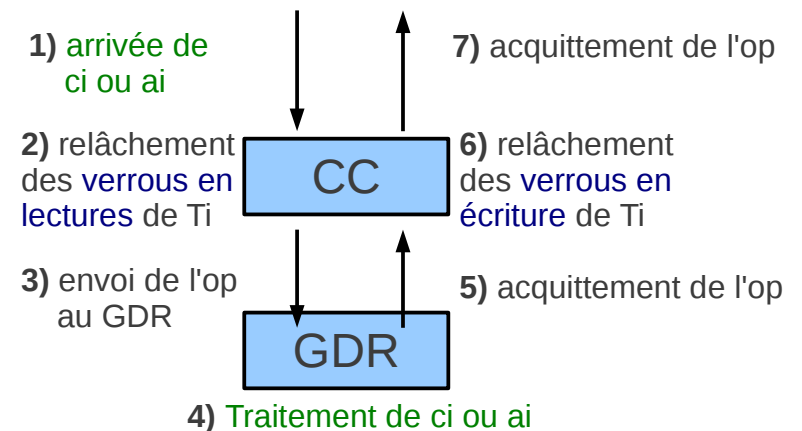 1) arrivée de
ci ou ai
7) acquittement de l'op
2) relâchement
des verrous en
lectures de Ti
CC
6) relâchement
des verrous en
écriture de Ti
3) envoi de l'op
au GDR
5) acquittement de l'op
GDR
4) Traitement de ci ou ai